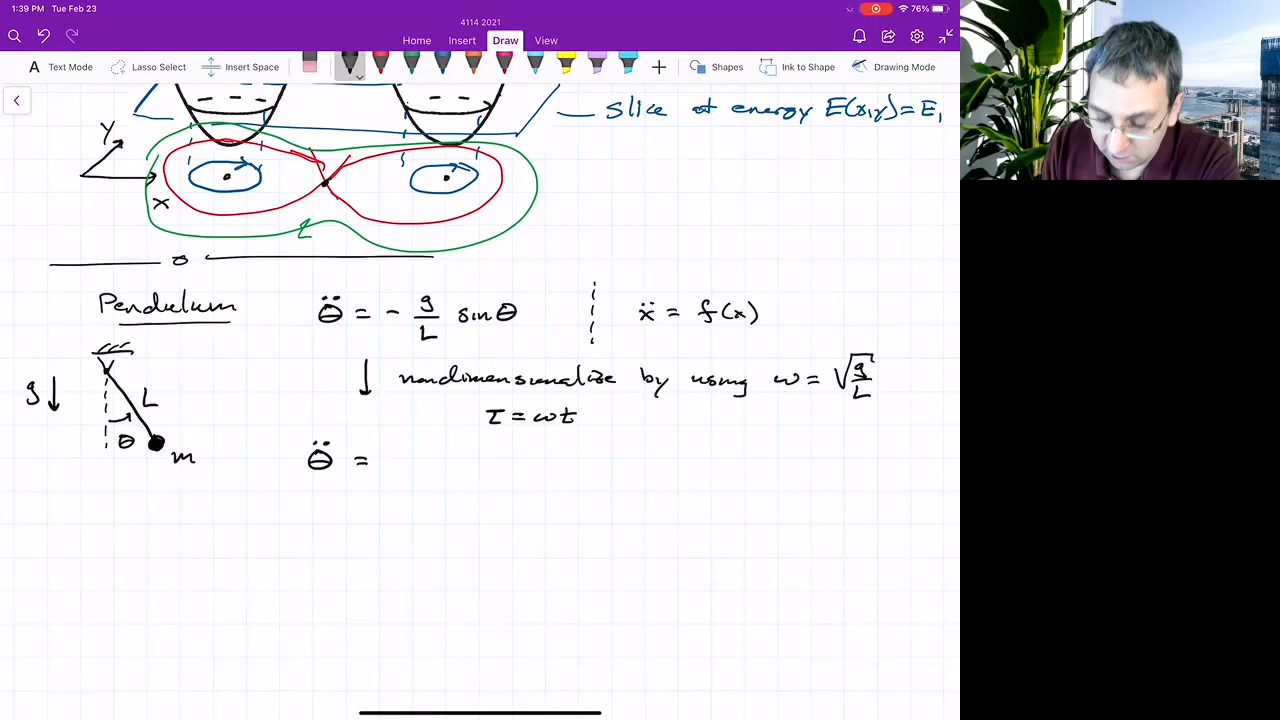 1:39 PM Tue Feb 23
76%
4114 2021
Home Insert Draw View
Text Mode Lasso Select Insert Space Shapes Ink to Shape Drawing Mode
slice at energy E(x,y)=E₁
y
x
Pendulum θ̈ = - g/L sinθ ẍ = f(x)
↓ nondimensionalize by using ω = √(g/L)
τ = ωt
g↓
L
θ
m
θ̈ =